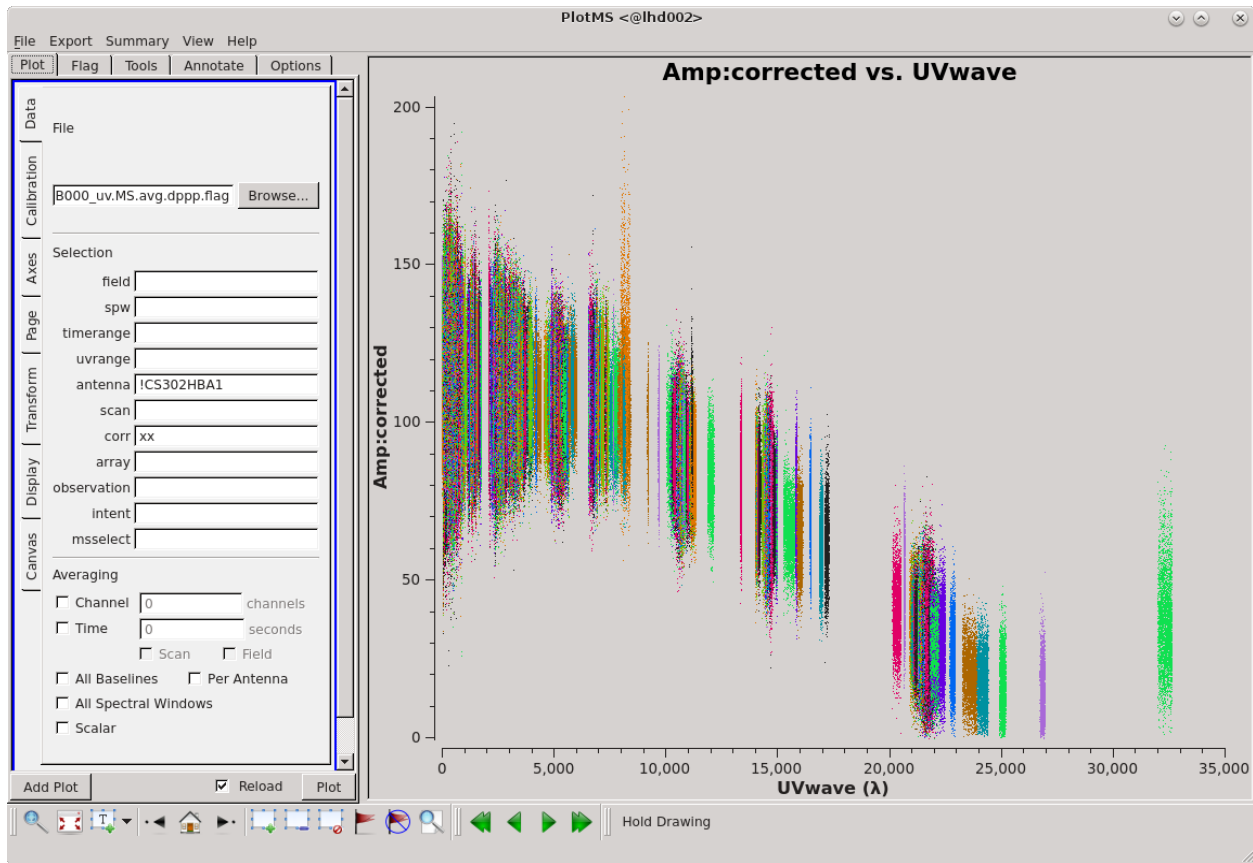 PlotMS <@lhd002>
File Export Summary View Help
Plot Flag Tools Annotate Options
Data
Calibration
Axes
Page
Transform
Display
Canvas
File
B000_uv.MS.avg.dppp.flag Browse...
Selection
field
spw
timerange
uvrange
antenna !CS302HBA1
scan
corr xx
array
observation
intent
msselect
Averaging
Channel 0 channels
Time 0 seconds
Scan Field
All Baselines Per Antenna
All Spectral Windows
Scalar
Add Plot Reload Plot
Amp:corrected vs. UVwave
Amp:corrected
200
150
100
50
0
0 5,000 10,000 15,000 20,000 25,000 30,000 35,000
UVwave (λ)
T
Hold Drawing